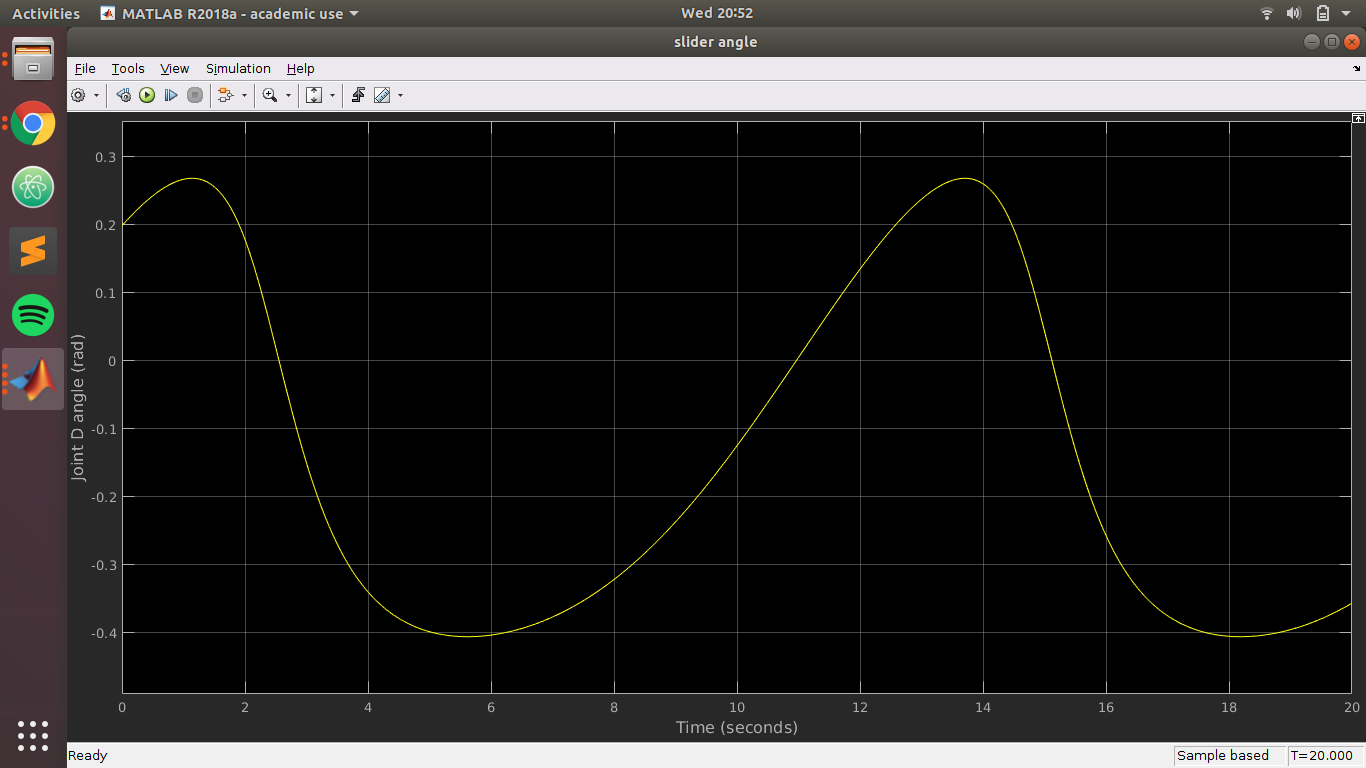 Activities MATLAB R2018a - academic use Wed 20:52
slider angle
File Tools View Simulation Help
0.3
0.2
0.1
0
-0.1
-0.2
-0.3
-0.4
Joint D angle (rad)
0 2 4 6 8 10 12 14 16 18 20
Time (seconds)
Ready Sample based T=20.000